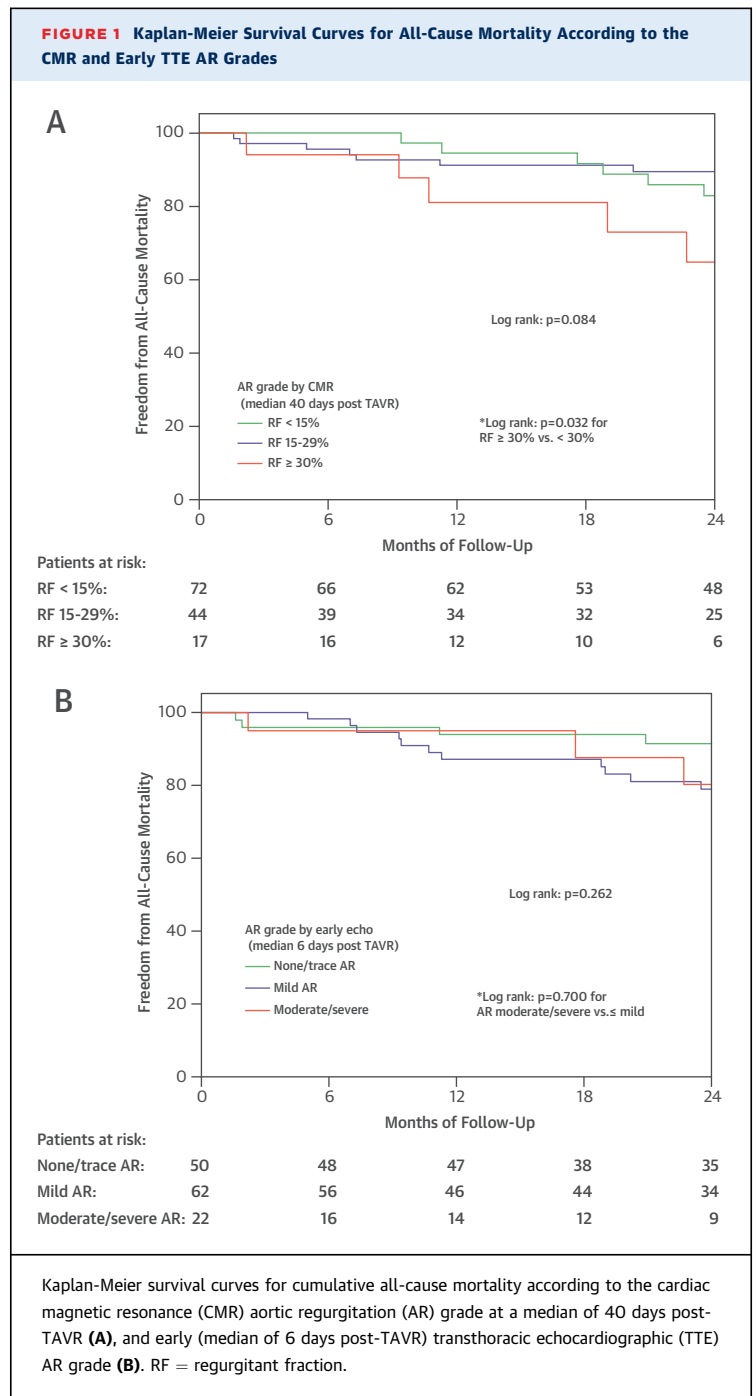 FIGURE 1 Kaplan-Meier Survival Curves for All-Cause Mortality According to the
CMR and Early TTE AR Grades
A
Freedom from All-Cause Mortality
100
80
60
40
20
0
Log rank: p=0.084
AR grade by CMR
(median 40 days post TAVR)
RF < 15%
RF 15-29%
RF ≥ 30%
*Log rank: p=0.032 for
RF ≥ 30% vs. < 30%
0 6 12 18 24
Months of Follow-Up
Patients at risk:
RF < 15%: 72 66 62 53 48
RF 15-29%: 44 39 34 32 25
RF ≥ 30%: 17 16 12 10 6
B
Freedom from All-Cause Mortality
100
80
60
40
20
0
Log rank: p=0.262
AR grade by early echo
(median 6 days post TAVR)
None/trace AR
Mild AR
Moderate/severe
*Log rank: p=0.700 for
AR moderate/severe vs.≤ mild
0 6 12 18 24
Months of Follow-Up
Patients at risk:
None/trace AR: 50 48 47 38 35
Mild AR: 62 56 46 44 34
Moderate/severe AR: 22 16 14 12 9
Kaplan-Meier survival curves for cumulative all-cause mortality according to the cardiac
magnetic resonance (CMR) aortic regurgitation (AR) grade at a median of 40 days post-
TAVR (A), and early (median of 6 days post-TAVR) transthoracic echocardiographic (TTE)
AR grade (B). RF = regurgitant fraction.